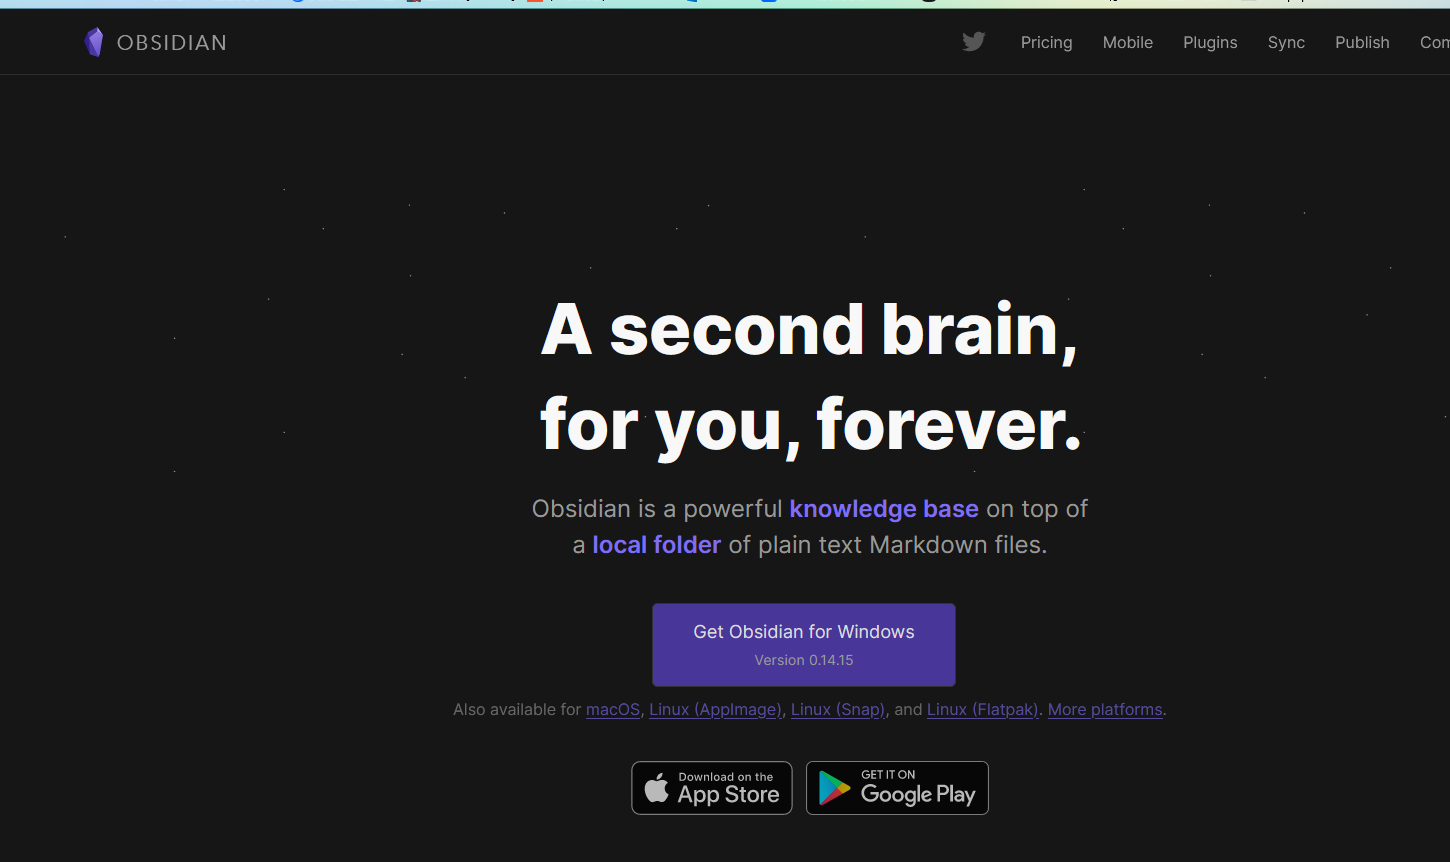 OBSIDIAN
Pricing Mobile Plugins Sync Publish
A second brain,
for you, forever.
Obsidian is a powerful knowledge base on top of
a local folder of plain text Markdown files.
Get Obsidian for Windows
Version 0.14.15
Also available for macOS, Linux (AppImage), Linux (Snap), and Linux (Flatpak). More platforms.
Download on the
App Store
GET IT ON
Google Play